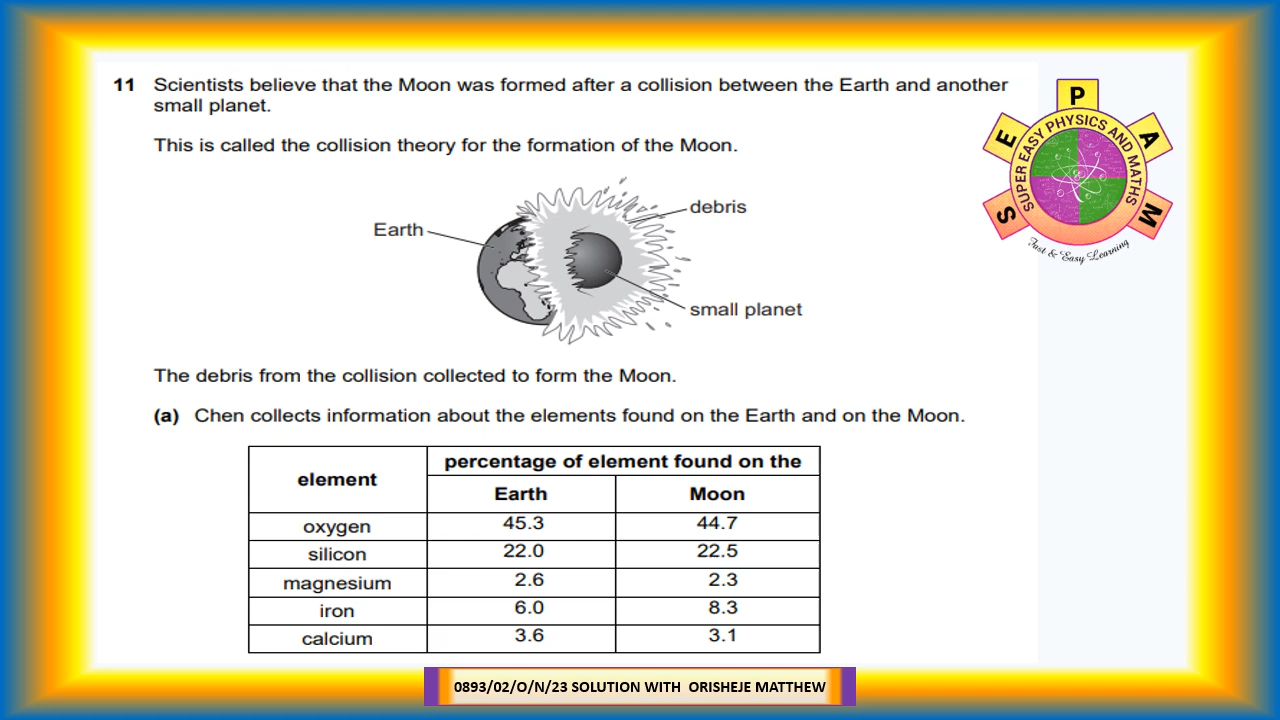 11 Scientists believe that the Moon was formed after a collision between the Earth and another
small planet.
This is called the collision theory for the formation of the Moon.
debris
Earth
small planet
The debris from the collision collected to form the Moon.
(a) Chen collects information about the elements found on the Earth and on the Moon.
element percentage of element found on the
Earth Moon
oxygen 45.3 44.7
silicon 22.0 22.5
magnesium 2.6 2.3
iron 6.0 8.3
calcium 3.6 3.1
S E P A M
SUPER EASY PHYSICS AND MATHS
Fast & Easy Learning
0893/02/O/N/23 SOLUTION WITH ORISHEJE MATTHEW